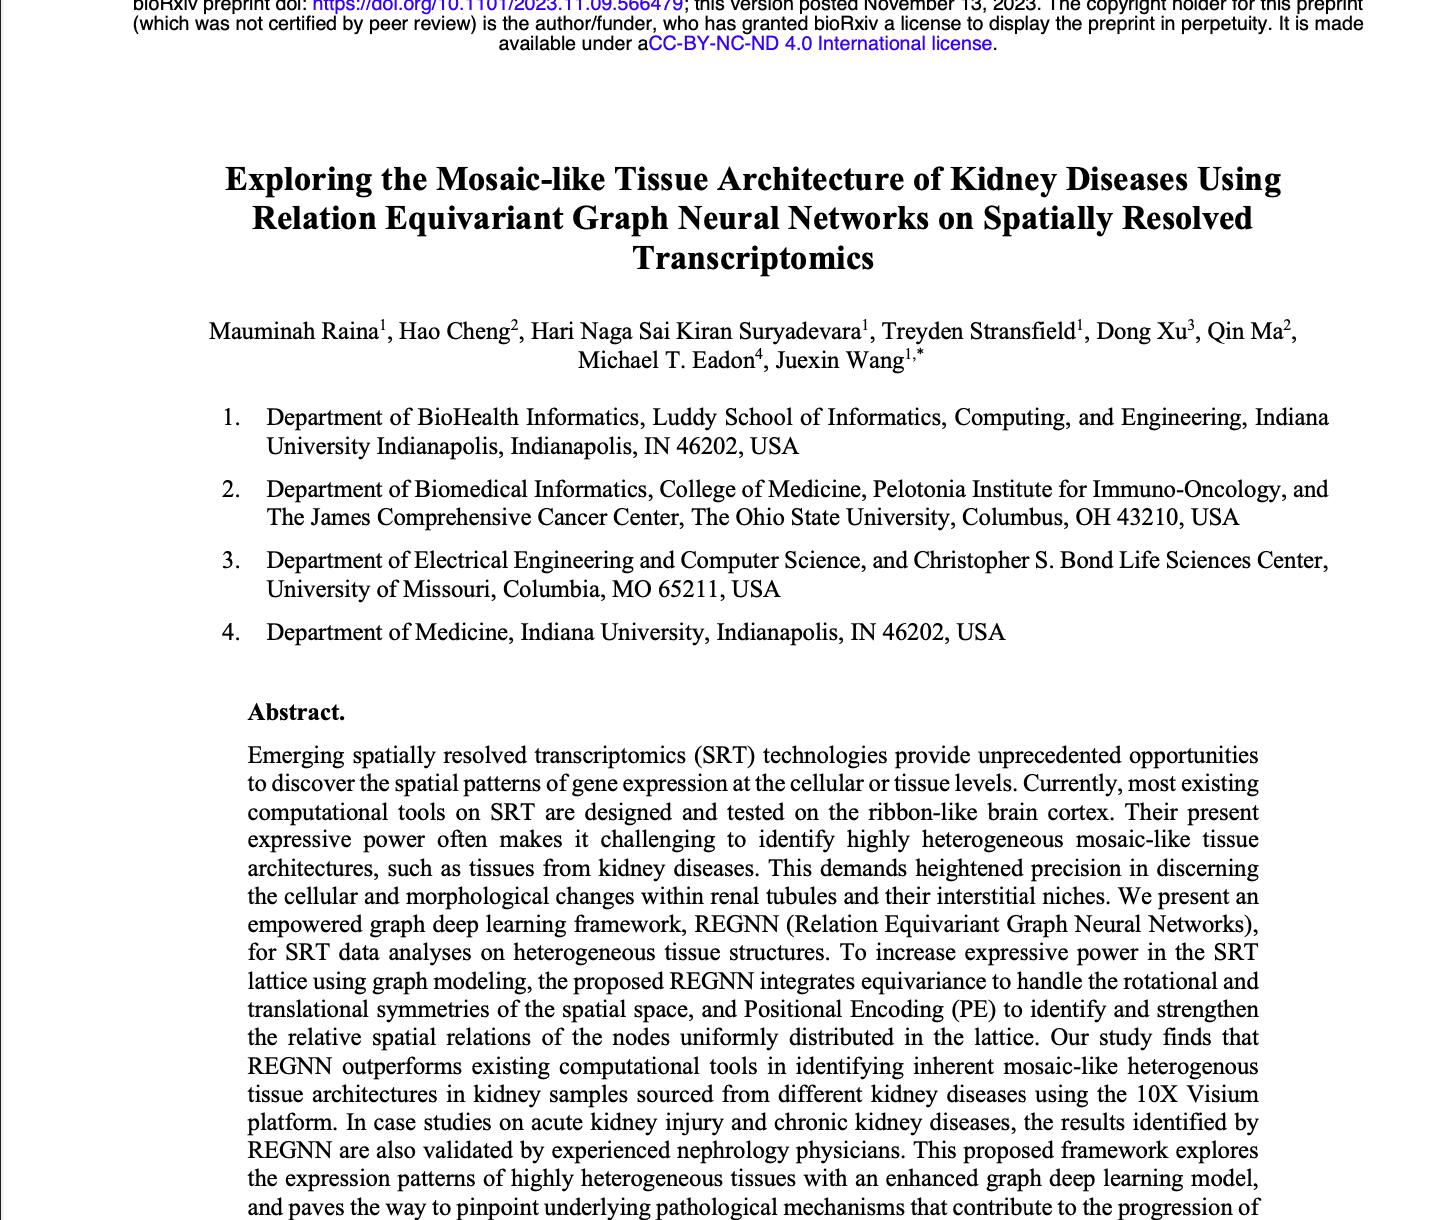 bioRxiv preprint doi: https://doi.org/10.1101/2023.11.09.566479; this version posted November 13, 2023. The copyright holder for this preprint
(which was not certified by peer review) is the author/funder, who has granted bioRxiv a license to display the preprint in perpetuity. It is made
available under aCC-BY-NC-ND 4.0 International license.
Exploring the Mosaic-like Tissue Architecture of Kidney Diseases Using
Relation Equivariant Graph Neural Networks on Spatially Resolved
Transcriptomics
Mauminah Raina1, Hao Cheng2, Hari Naga Sai Kiran Suryadevara1, Treyden Stransfield1, Dong Xu3, Qin Ma2,
Michael T. Eadon4, Juexin Wang1,*
1. Department of BioHealth Informatics, Luddy School of Informatics, Computing, and Engineering, Indiana
University Indianapolis, Indianapolis, IN 46202, USA
2. Department of Biomedical Informatics, College of Medicine, Pelotonia Institute for Immuno-Oncology, and
The James Comprehensive Cancer Center, The Ohio State University, Columbus, OH 43210, USA
3. Department of Electrical Engineering and Computer Science, and Christopher S. Bond Life Sciences Center,
University of Missouri, Columbia, MO 65211, USA
4. Department of Medicine, Indiana University, Indianapolis, IN 46202, USA
Abstract.
Emerging spatially resolved transcriptomics (SRT) technologies provide unprecedented opportunities
to discover the spatial patterns of gene expression at the cellular or tissue levels. Currently, most existing
computational tools on SRT are designed and tested on the ribbon-like brain cortex. Their present
expressive power often makes it challenging to identify highly heterogeneous mosaic-like tissue
architectures, such as tissues from kidney diseases. This demands heightened precision in discerning
the cellular and morphological changes within renal tubules and their interstitial niches. We present an
empowered graph deep learning framework, REGNN (Relation Equivariant Graph Neural Networks),
for SRT data analyses on heterogeneous tissue structures. To increase expressive power in the SRT
lattice using graph modeling, the proposed REGNN integrates equivariance to handle the rotational and
translational symmetries of the spatial space, and Positional Encoding (PE) to identify and strengthen
the relative spatial relations of the nodes uniformly distributed in the lattice. Our study finds that
REGNN outperforms existing computational tools in identifying inherent mosaic-like heterogenous
tissue architectures in kidney samples sourced from different kidney diseases using the 10X Visium
platform. In case studies on acute kidney injury and chronic kidney diseases, the results identified by
REGNN are also validated by experienced nephrology physicians. This proposed framework explores
the expression patterns of highly heterogeneous tissues with an enhanced graph deep learning model,
and paves the way to pinpoint underlying pathological mechanisms that contribute to the progression of